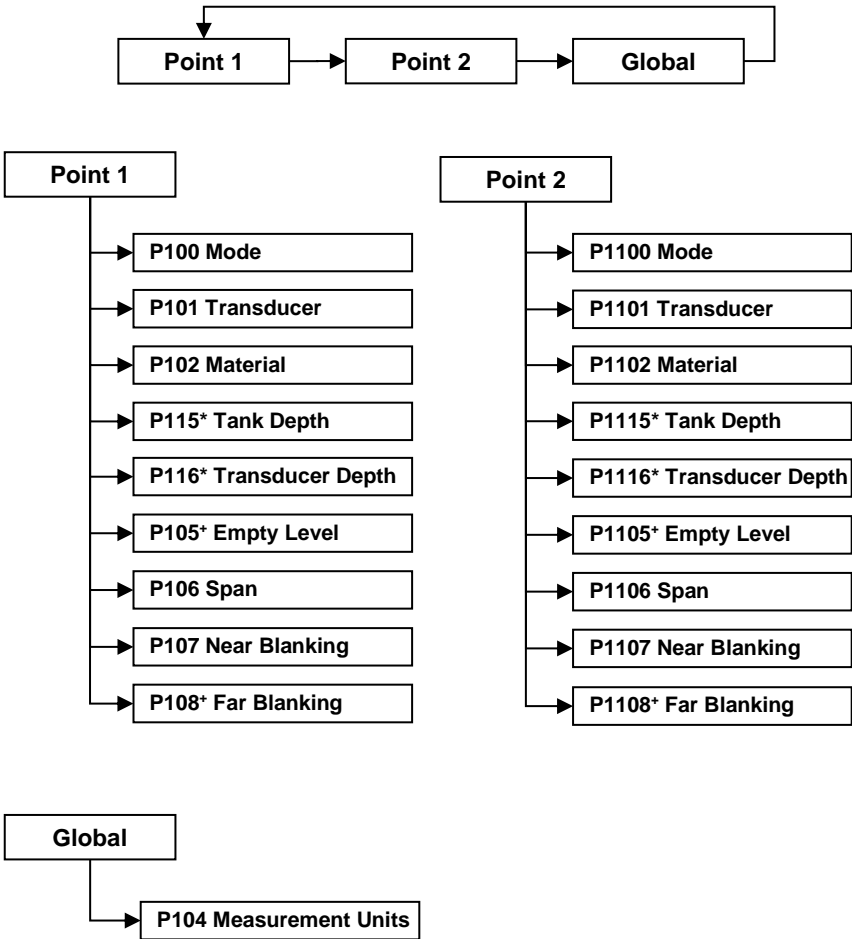 Point 1
Point 2
Global
Point 1
P100 Mode
P101 Transducer
P102 Material
P115* Tank Depth
P116* Transducer Depth
P105⁺ Empty Level
P106 Span
P107 Near Blanking
P108⁺ Far Blanking
Point 2
P1100 Mode
P1101 Transducer
P1102 Material
P1115* Tank Depth
P1116* Transducer Depth
P1105⁺ Empty Level
P1106 Span
P1107 Near Blanking
P1108⁺ Far Blanking
Global
P104 Measurement Units